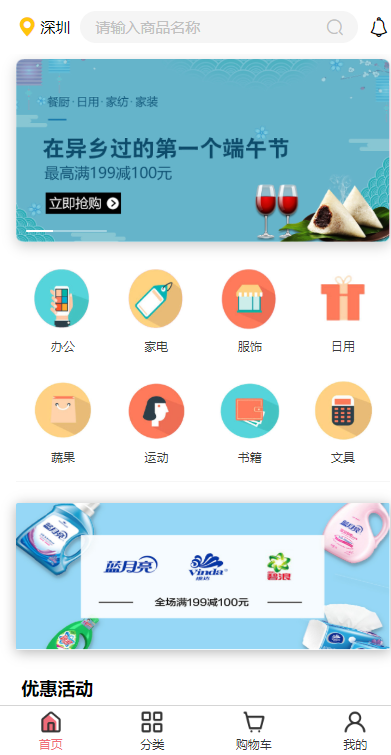 深圳
请输入商品名称
餐厨·日用·家纺·家装
在异乡过的第一个端午节
最高满199减100元
立即抢购
办公 家电 服饰 日用
蔬果 运动 书籍 文具
蓝月亮 Vinda 维达 碧浪
全场满199减100元
优惠活动
首页 分类 购物车 我的